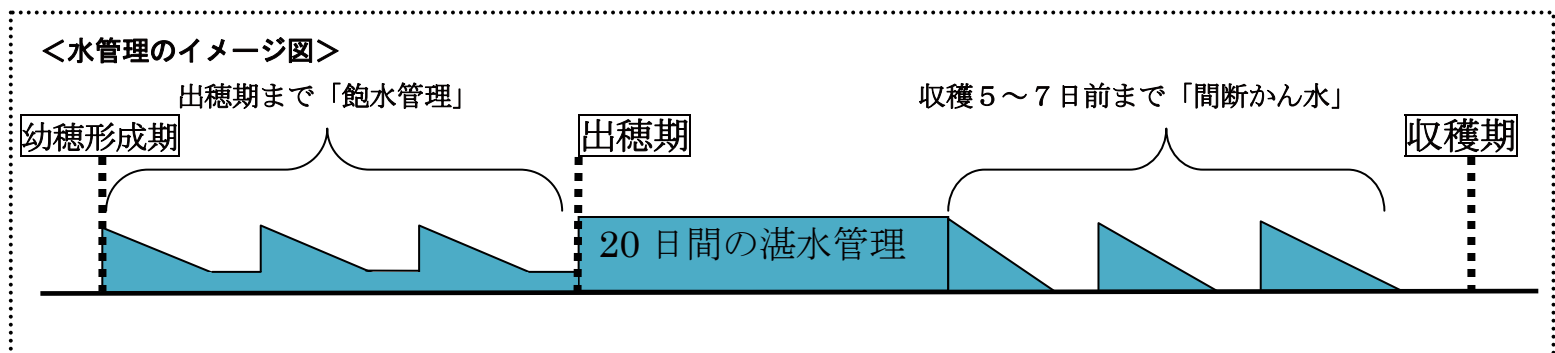 ＜水管理のイメージ図＞
出穂期まで「飽水管理」
収穫５～７日前まで「間断かん水」
幼穂形成期
出穂期
収穫期
20 日間の湛水管理